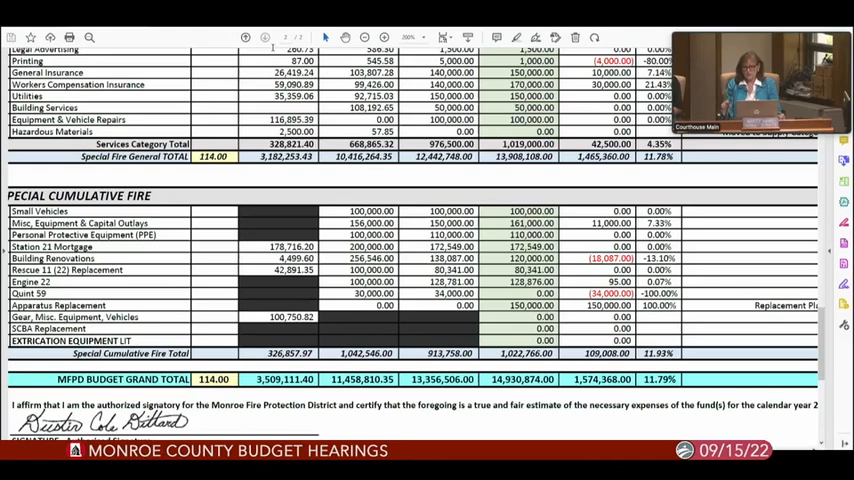 2 / 2
200%
Legal Advertising 260.73 586.30 1,500.00 1,500.00 0.00 0.00%
Printing 87.00 545.58 5,000.00 1,000.00 (4,000.00) -80.00%
General Insurance 26,419.24 103,807.28 140,000.00 150,000.00 10,000.00 7.14%
Workers Compensation Insurance 59,090.89 99,426.00 140,000.00 170,000.00 30,000.00 21.43%
Utilities 35,359.06 92,715.03 150,000.00 150,000.00 0.00 0.00%
Building Services 108,192.65 50,000.00 50,000.00 0.00 0.00%
Equipment & Vehicle Repairs 116,895.39 0.00 100,000.00 100,000.00 0.00 0.00%
Hazardous Materials 2,500.00 57.85 0.00 0.00 0.00 0.00%
Services Category Total 328,821.40 668,865.32 976,500.00 1,019,000.00 42,500.00 4.35%
Special Fire General TOTAL 114.00 3,182,253.43 10,416,264.35 12,442,748.00 13,908,108.00 1,465,360.00 11.78%
Courthouse Main
PECIAL CUMULATIVE FIRE
Small Vehicles 100,000.00 100,000.00 100,000.00 0.00 0.00%
Misc, Equipment & Capital Outlays 156,000.00 150,000.00 161,000.00 11,000.00 7.33%
Personal Protective Equipment (PPE) 100,000.00 110,000.00 110,000.00 0.00 0.00%
Station 21 Mortgage 178,716.20 200,000.00 172,549.00 172,549.00 0.00 0.00%
Building Renovations 4,499.60 256,546.00 138,087.00 120,000.00 (18,087.00) -13.10%
Rescue 11 (22) Replacement 42,891.35 100,000.00 80,341.00 80,341.00 0.00 0.00%
Engine 22 100,000.00 128,781.00 128,876.00 95.00 0.07%
Quint 59 30,000.00 34,000.00 0.00 (34,000.00) -100.00%
Apparatus Replacement 0.00 0.00 150,000.00 150,000.00 100.00% Replacement Pla
Gear, Misc. Equipment, Vehicles 100,750.82 0.00 0.00
SCBA Replacement 0.00 0.00
EXTRICATION EQUIPMENT LIT 0.00 0.00
Special Cumulative Fire Total 326,857.97 1,042,546.00 913,758.00 1,022,766.00 109,008.00 11.93%
MFPD BUDGET GRAND TOTAL 114.00 3,509,111.40 11,458,810.35 13,356,506.00 14,930,874.00 1,574,368.00 11.79%
I affirm that I am the authorized signatory for the Monroe Fire Protection District and certify that the foregoing is a true and fair estimate of the necessary expenses of the fund(s) for the calendar year 2
MONROE COUNTY BUDGET HEARINGS
09/15/22